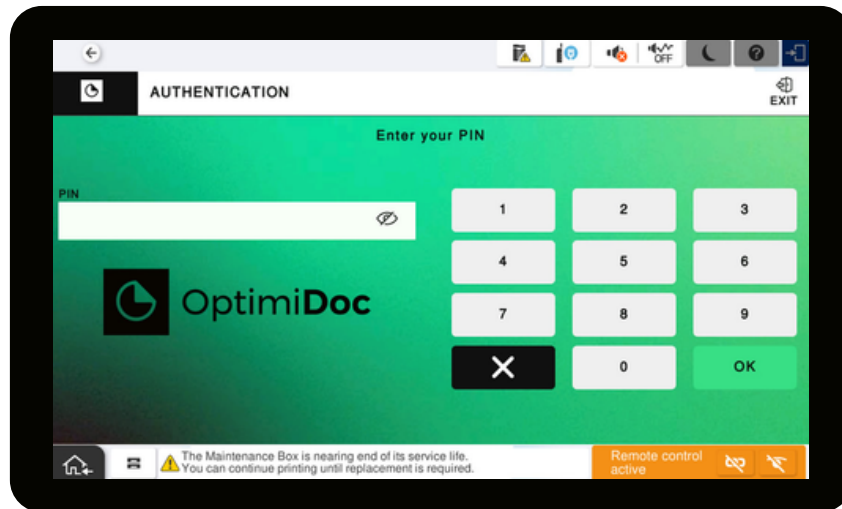 OFF
AUTHENTICATION
EXIT
Enter your PIN
PIN
1 2 3
4 5 6
7 8 9
0 OK
OptimiDoc
The Maintenance Box is nearing end of its service life.
You can continue printing until replacement is required.
Remote control
active